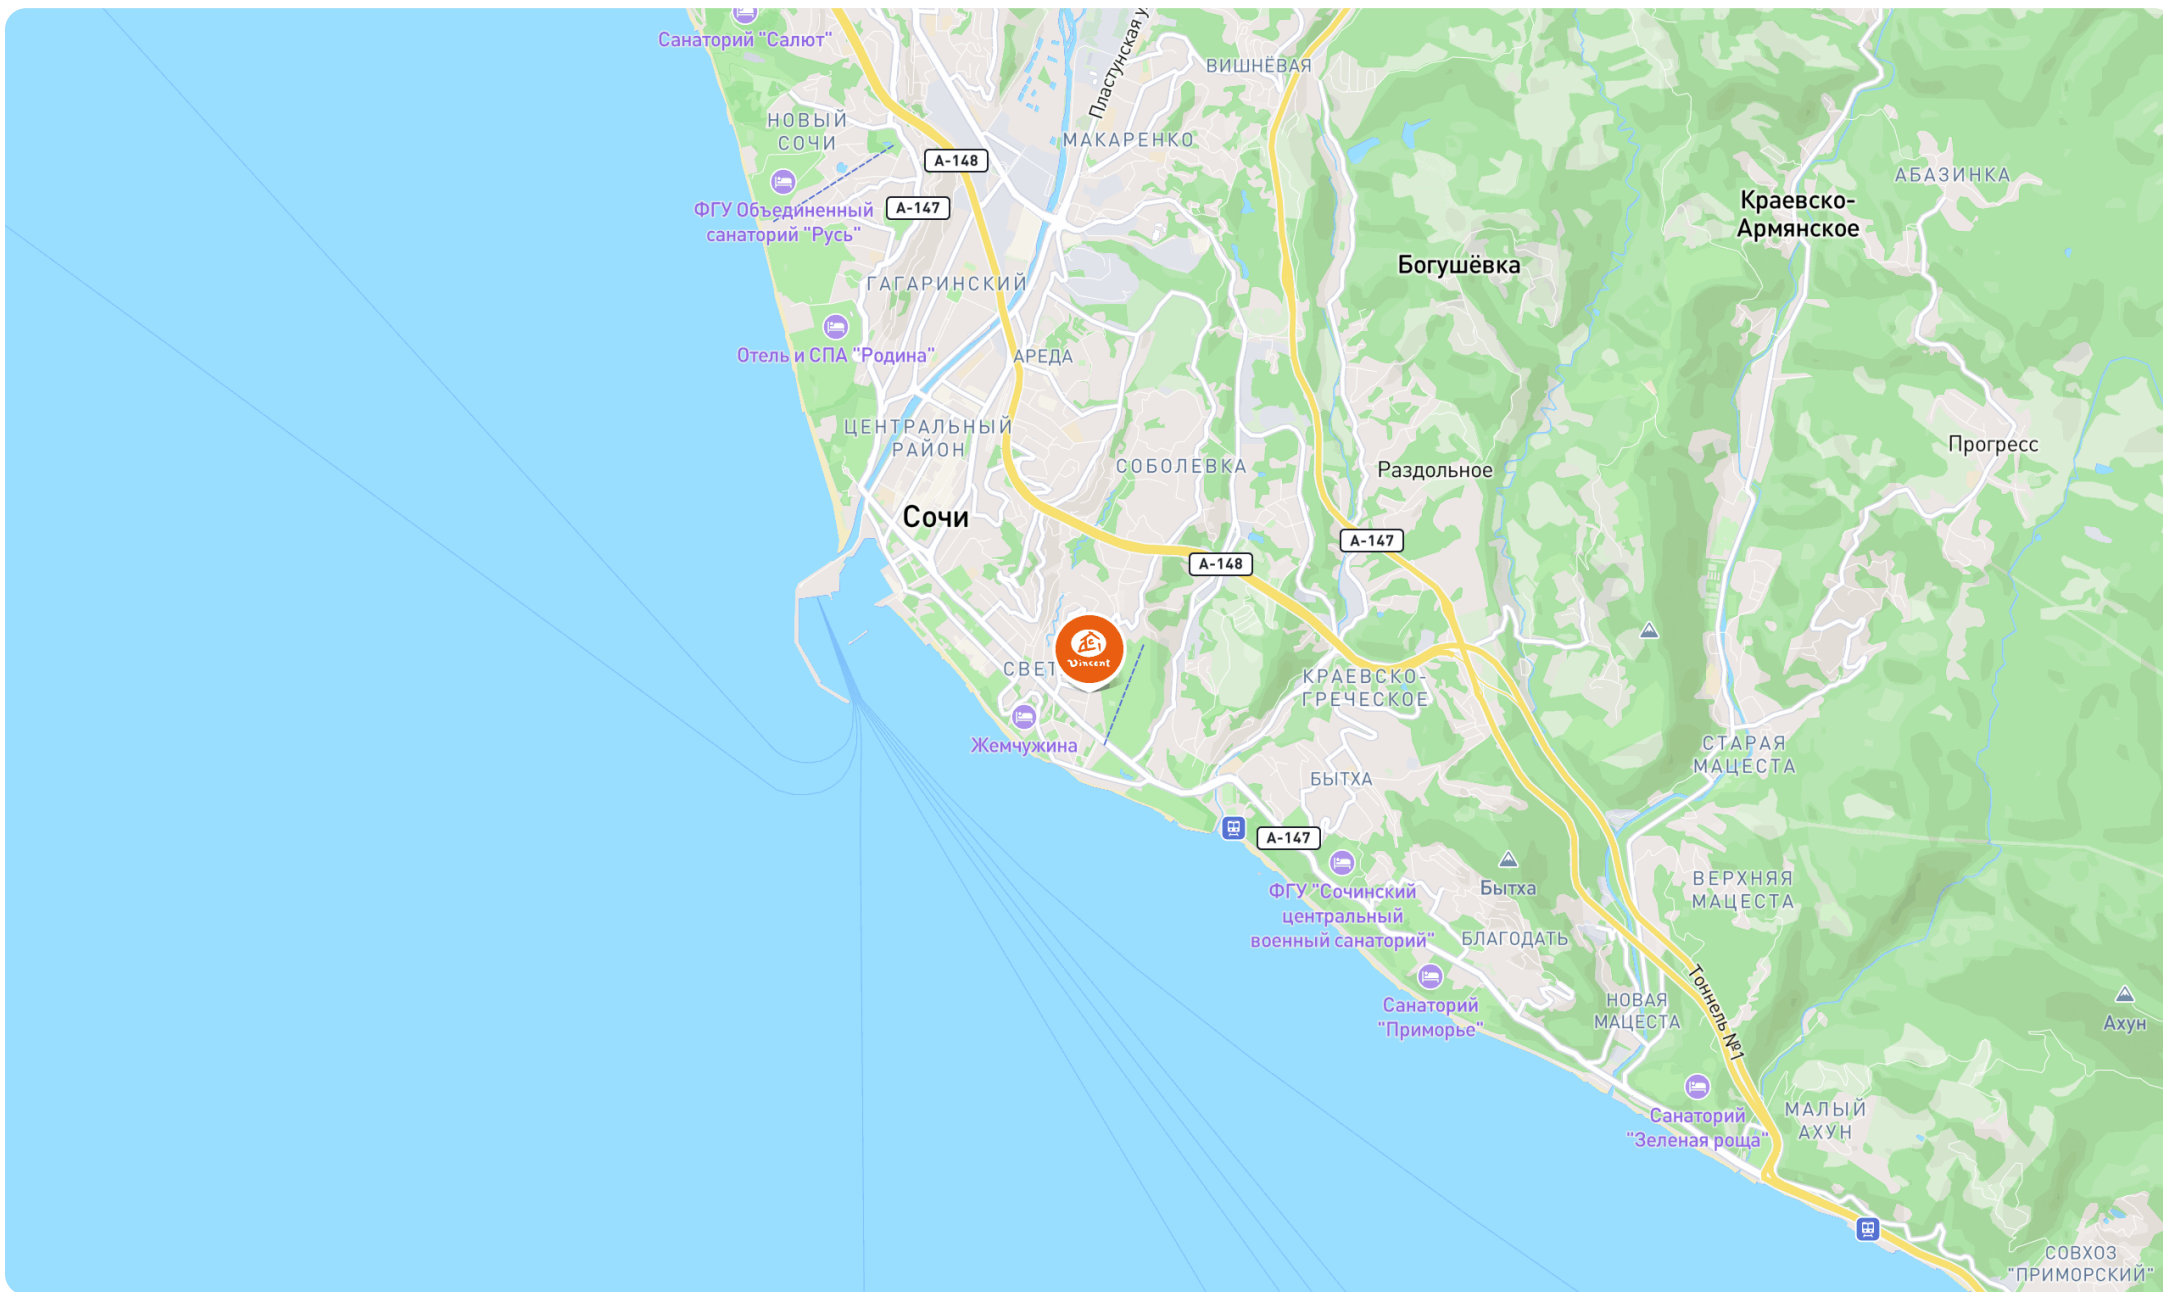 Санаторий "Салют"
Пластунская у
ВИШНЁВАЯ
НОВЫЙ
СОЧИ
МАКАРЕНКО
А-148
АБАЗИНКА
ФГУ Объединенный
санаторий "Русь"
А-147
Краевско-
Армянское
Богушёвка
ГАГАРИНСКИЙ
Отель и СПА "Родина"
АРЕДА
ЦЕНТРАЛЬНЫЙ
РАЙОН
СОБОЛЕВКА
Раздольное
Прогресс
Сочи
А-147
А-148
Vincent
СВЕТ
КРАЕВСКО-
ГРЕЧЕСКОЕ
Жемчужина
СТАРАЯ
МАЦЕСТА
БЫТХА
А-147
ФГУ "Сочинский
центральный
военный санаторий"
Бытха
ВЕРХНЯЯ
МАЦЕСТА
БЛАГОДАТЬ
Санаторий
"Приморье"
НОВАЯ
МАЦЕСТА
Тоннель №1
Ахун
Санаторий
"Зеленая роща"
МАЛЫЙ
АХУН
СОВХОЗ
"ПРИМОРСКИЙ"